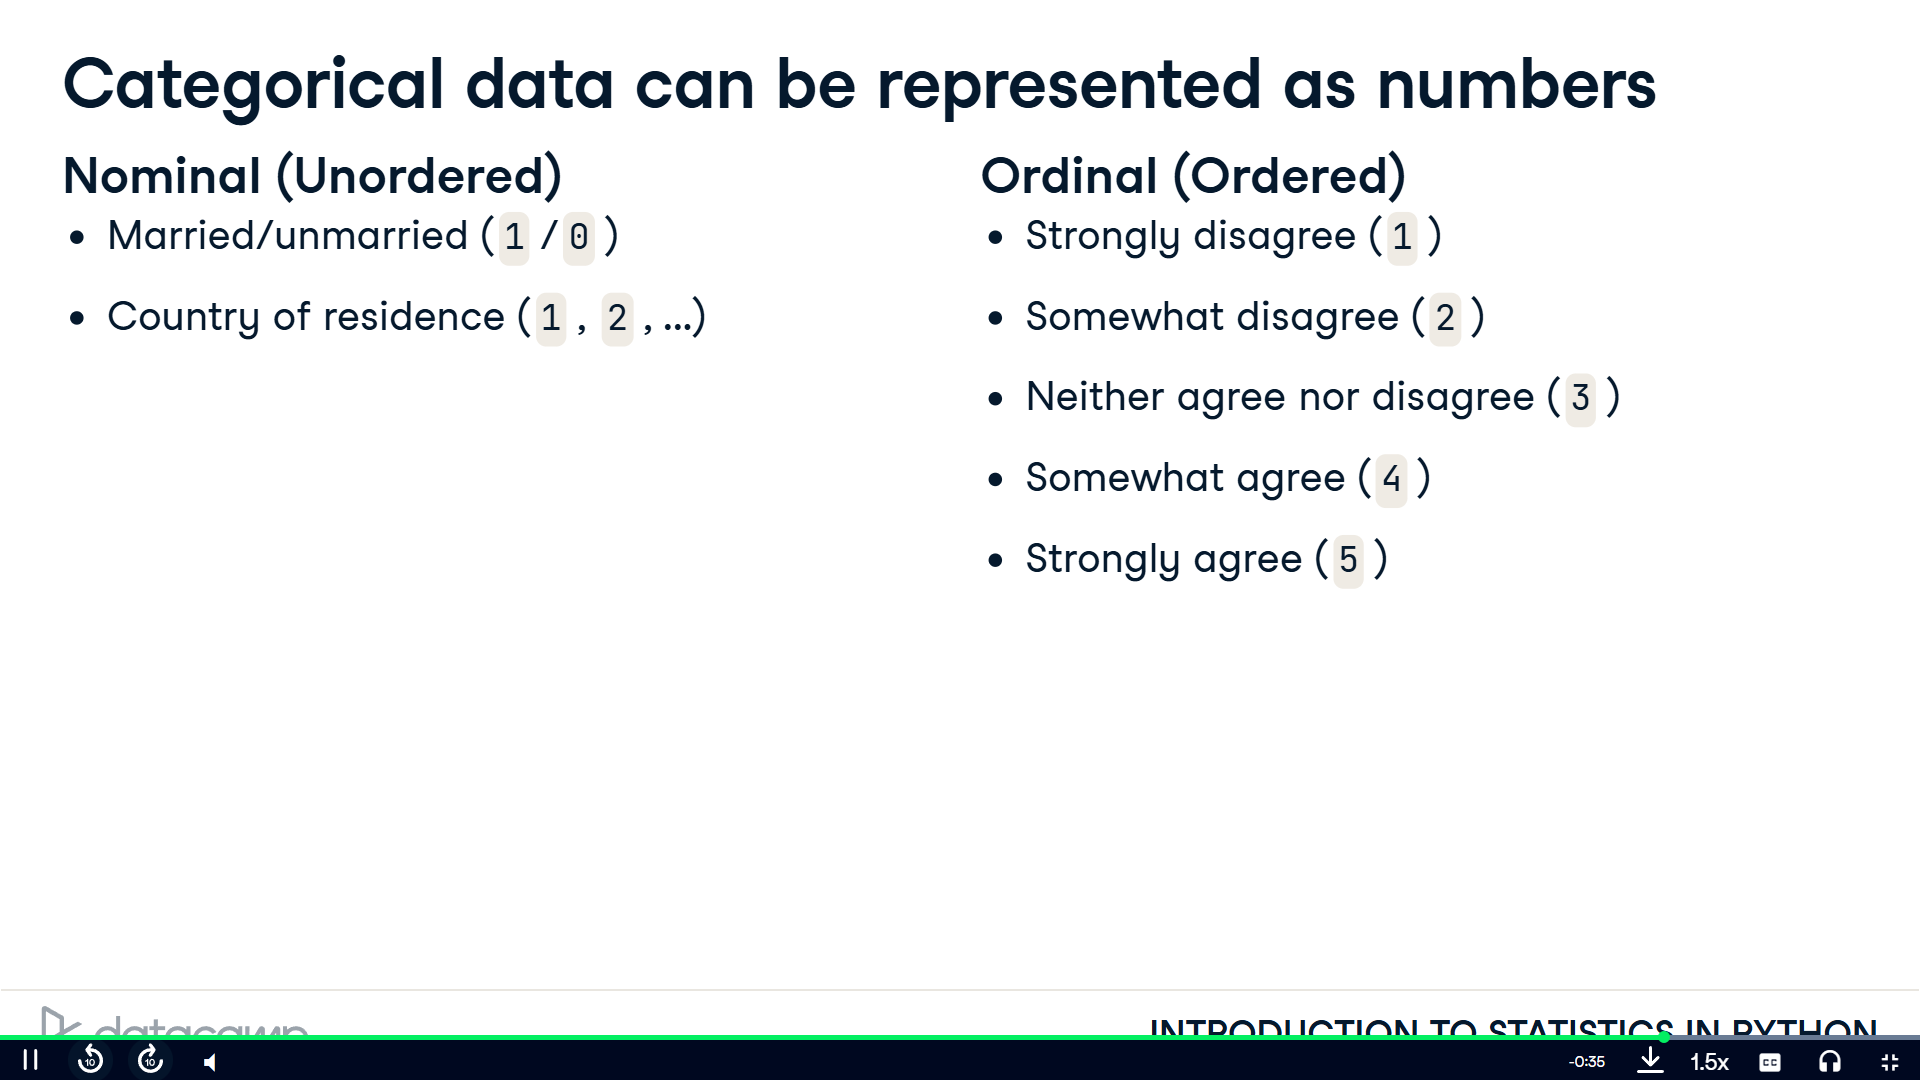 Categorical data can be represented as numbers
Nominal (Unordered)
Married/unmarried (1 / 0)
Country of residence (1, 2, ...)
Ordinal (Ordered)
Strongly disagree (1)
Somewhat disagree (2)
Neither agree nor disagree (3)
Somewhat agree (4)
Strongly agree (5)
datacamp
INTRODUCTION TO STATISTICS IN PYTHON
10
10
-0:35
1.5x
CC